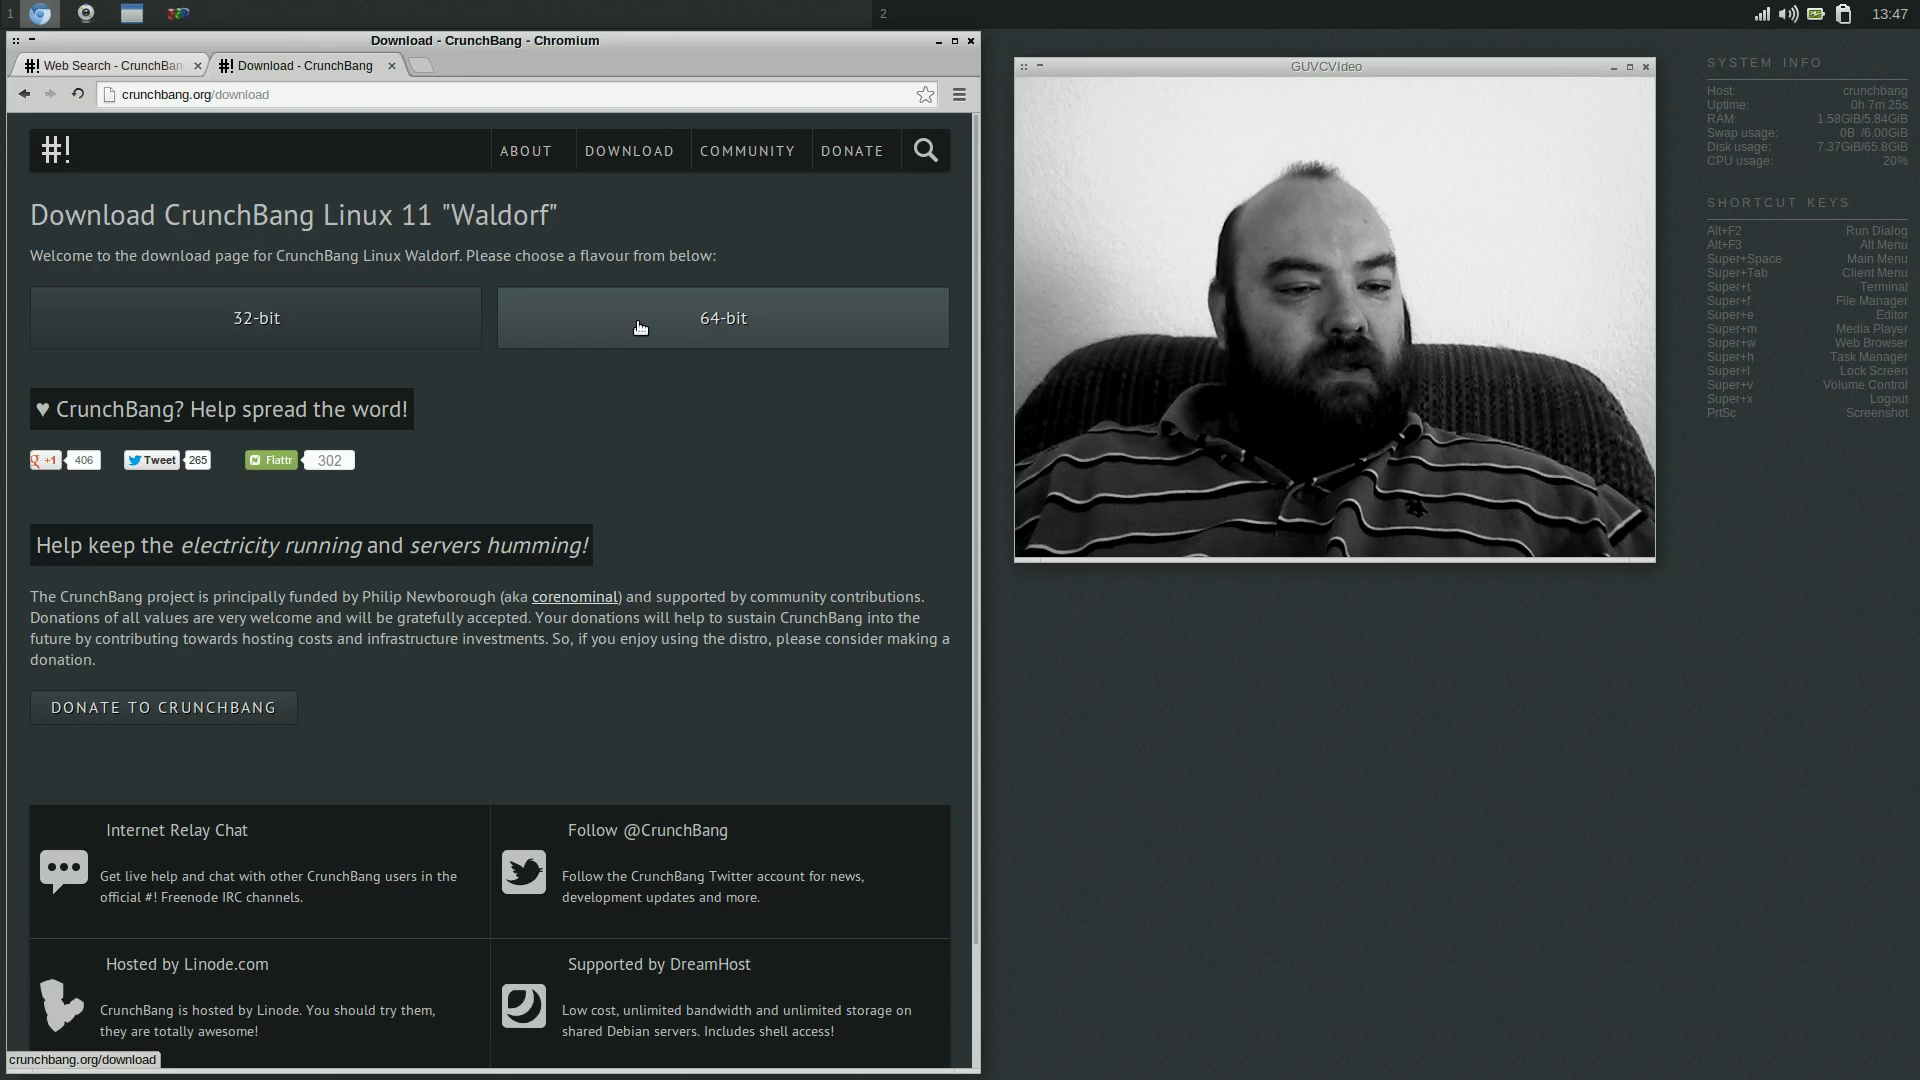 1
2
13:47
Download - CrunchBang - Chromium
#! Web Search - CrunchBan
#! Download - CrunchBang
crunchbang.org/download
#!
ABOUT
DOWNLOAD
COMMUNITY
DONATE
Download CrunchBang Linux 11 "Waldorf"
Welcome to the download page for CrunchBang Linux Waldorf. Please choose a flavour from below:
32-bit
64-bit
♥ CrunchBang? Help spread the word!
g +1 406
Tweet 265
Flattr 302
Help keep the electricity running and servers humming!
The CrunchBang project is principally funded by Philip Newborough (aka corenominal) and supported by community contributions.
Donations of all values are very welcome and will be gratefully accepted. Your donations will help to sustain CrunchBang into the
future by contributing towards hosting costs and infrastructure investments. So, if you enjoy using the distro, please consider making a
donation.
DONATE TO CRUNCHBANG
Internet Relay Chat
Get live help and chat with other CrunchBang users in the
official #! Freenode IRC channels.
Follow @CrunchBang
Follow the CrunchBang Twitter account for news,
development updates and more.
Hosted by Linode.com
CrunchBang is hosted by Linode. You should try them,
they are totally awesome!
Supported by DreamHost
Low cost, unlimited bandwidth and unlimited storage on
shared Debian servers. Includes shell access!
crunchbang.org/download
GUVCVIdeo
SYSTEM INFO
Host: crunchbang
Uptime: 0h 7m 25s
RAM: 1.58GiB/5.84GiB
Swap usage: 0B /6.00GiB
Disk usage: 7.37GiB/65.8GiB
CPU usage: 20%
SHORTCUT KEYS
Alt+F2 Run Dialog
Alt+F3 Alt Menu
Super+Space Main Menu
Super+Tab Client Menu
Super+t Terminal
Super+f File Manager
Super+e Editor
Super+m Media Player
Super+w Web Browser
Super+h Task Manager
Super+l Lock Screen
Super+v Volume Control
Super+x Logout
PrtSc Screenshot